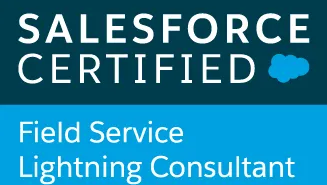 SALESFORCE
CERTIFIED
Field Service
Lightning Consultant